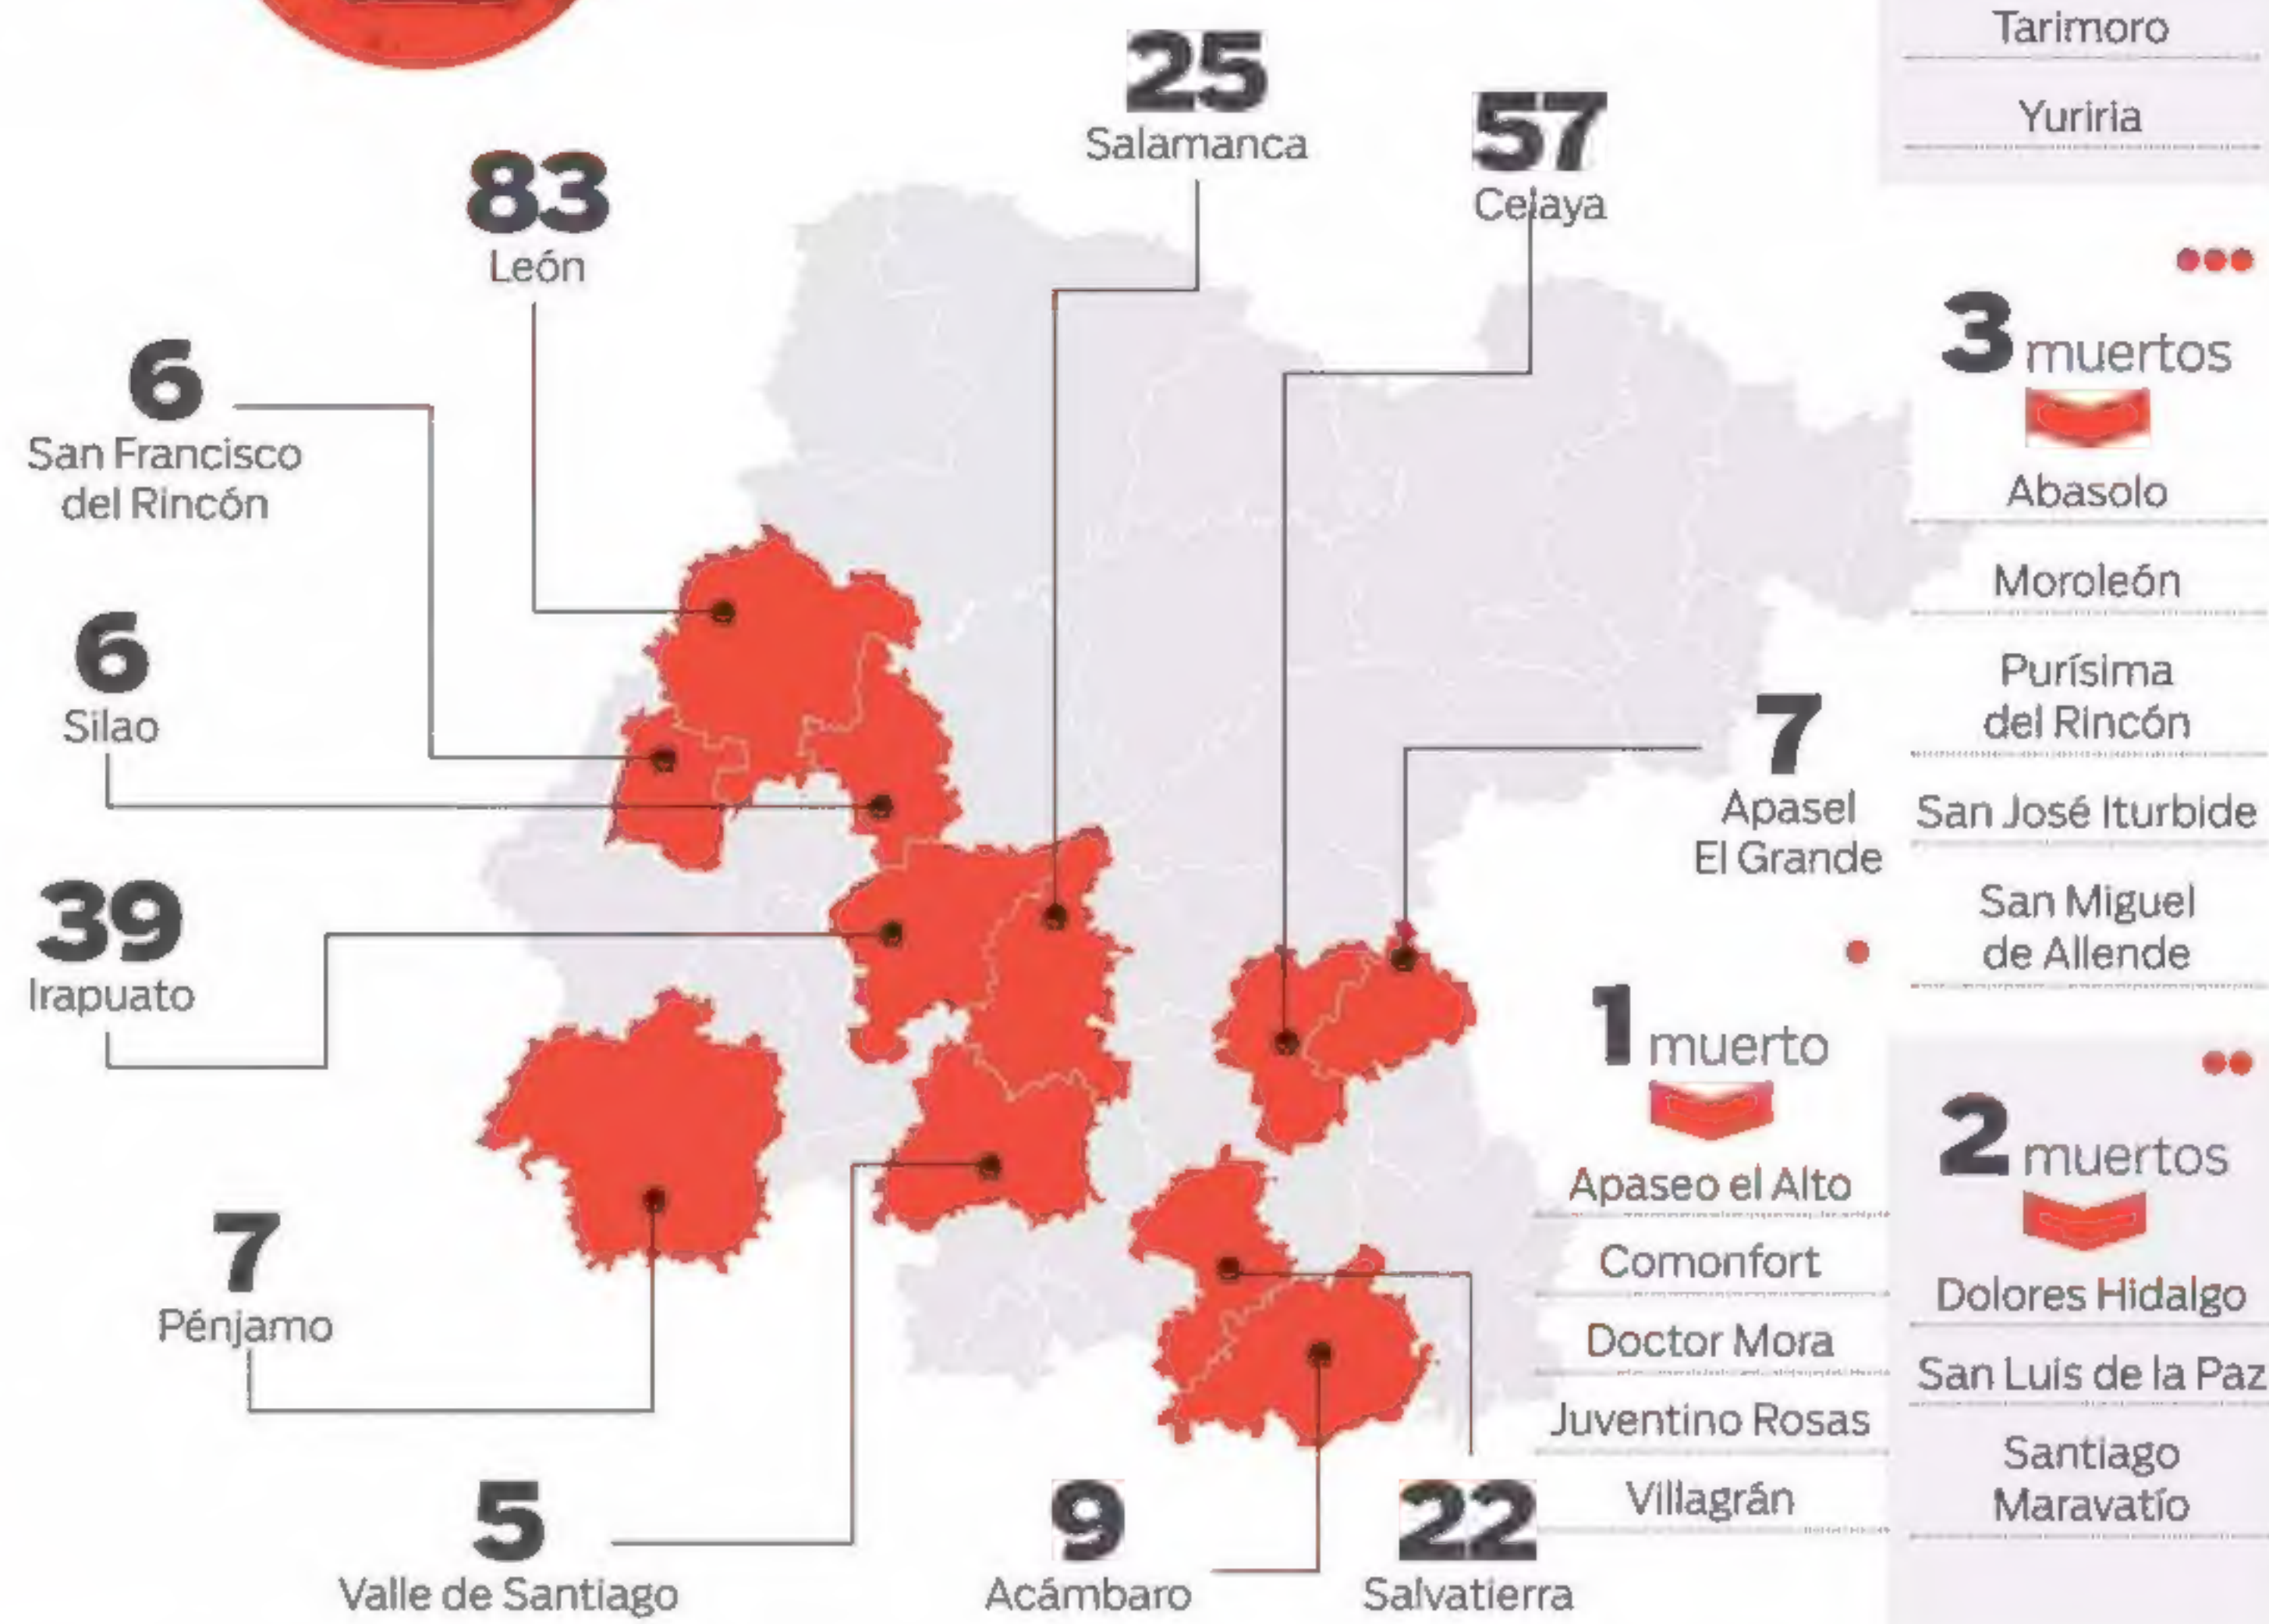 25
Salamanca
57
Celaya
83
León
6
San Francisco
del Rincón
6
Silao
39
Irapuato
7
Pénjamo
5
Valle de Santiago
9
Acámbaro
22
Salvatierra
7
Apasel
El Grande
1 muerto
Apaseo el Alto
Comonfort
Doctor Mora
Juventino Rosas
Villagrán
Tarimoro
Yuriria
3 muertos
Abasolo
Moroleón
Purísima
del Rincón
San José Iturbide
San Miguel
de Allende
2 muertos
Dolores Hidalgo
San Luis de la Paz
Santiago
Maravatío